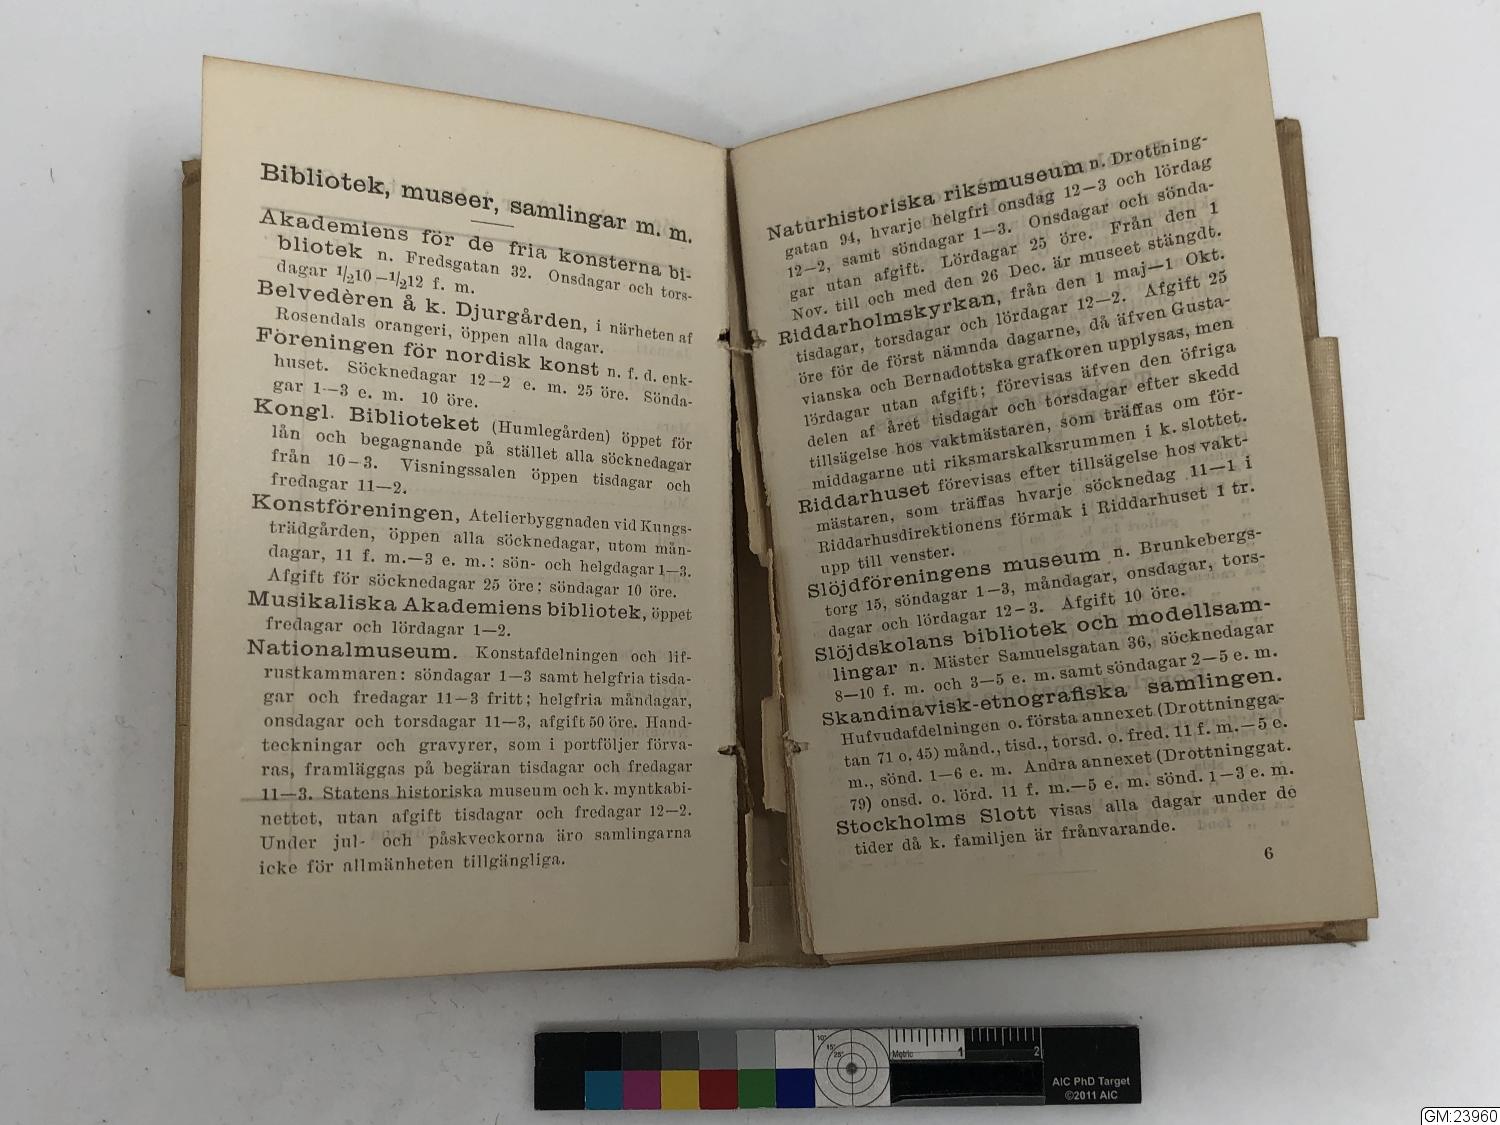 Bibliotek, museer, samlingar m. m.
Akademiens för de fria konsterna bi-
bliotek n. Fredsgatan 32. Onsdagar och tors-
dagar 1/210–1/212 f. m.
Belvedèren å k. Djurgården, i närheten af
Rosendals orangeri, öppen alla dagar.
Föreningen för nordisk konst n. f. d. enk-
huset. Söcknedagar 12–2 e. m. 25 öre. Sönda-
gar 1–3 e. m. 10 öre.
Kongl. Biblioteket (Humlegården) öppet för
lån och begagnande på stället alla söcknedagar
från 10–3. Visningssalen öppen tisdagar och
fredagar 11–2.
Konstföreningen, Atelierbyggnaden vid Kungs-
trädgården, öppen alla söcknedagar, utom mån-
dagar, 11 f. m.–3 e. m.: sön- och helgdagar 1–3.
Afgift för söcknedagar 25 öre; söndagar 10 öre.
Musikaliska Akademiens bibliotek, öppet
fredagar och lördagar 1–2.
Nationalmuseum. Konstafdelningen och lif-
rustkammaren: söndagar 1–3 samt helgfria tisda-
gar och fredagar 11–3 fritt; helgfria måndagar,
onsdagar och torsdagar 11–3, afgift 50 öre. Hand-
teckningar och gravyrer, som i portföljer förva-
ras, framläggas på begäran tisdagar och fredagar
11–3. Statens historiska museum och k. myntkabi-
nettet, utan afgift tisdagar och fredagar 12–2.
Under jul- och påskveckorna äro samlingarna
icke för allmänheten tillgängliga.
Naturhistoriska riksmuseum n. Drottning-
gatan 94, hvarje helgfri onsdag 12–3 och lördag
12–2, samt söndagar 1–3. Onsdagar och sönda-
gar utan afgift. Lördagar 25 öre. Från den 1
Nov. till och med den 26 Dec. är museet stängdt.
Riddarholmskyrkan, från den 1 maj–1 Okt.
tisdagar, torsdagar och lördagar 12–2. Afgift 25
öre för de först nämnda dagarne, då äfven Gusta-
vianska och Bernadottska grafkoren upplysas, men
lördagar utan afgift; förevisas äfven den öfriga
delen af året tisdagar och torsdagar efter skedd
tillsägelse hos vaktmästaren, som träffas om för-
middagarne uti riksmarskalksrummen i k. slottet.
Riddarhuset förevisas efter tillsägelse hos vakt-
mästaren, som träffas hvarje söcknedag 11–1 i
Riddarhusdirektionens förmak i Riddarhuset 1 tr.
upp till venster.
Slöjdföreningens museum n. Brunkebergs-
torg 15, söndagar 1–3, måndagar, onsdagar, tors-
dagar och lördagar 12–3. Afgift 10 öre.
Slöjdskolans bibliotek och modellsam-
lingar n. Mäster Samuelsgatan 36, söcknedagar
8–10 f. m. och 3–5 e. m. samt söndagar 2–5 e. m.
Skandinavisk-etnografiska samlingen.
Hufvudafdelningen o. första annexet (Drottningga-
tan 71 o. 45) månd., tisd., torsd. o. fred. 11 f. m.–5 e.
m., sönd. 1–6 e. m. Andra annexet (Drottninggat.
79) onsd. o. lörd. 11 f. m.–5 e. m. sönd. 1–3 e. m.
Stockholms Slott visas alla dagar under de
tider då k. familjen är frånvarande.
6
10°
15°
25°
Metric
1
2
AIC PhD Target
©2011 AIC
GM:23960